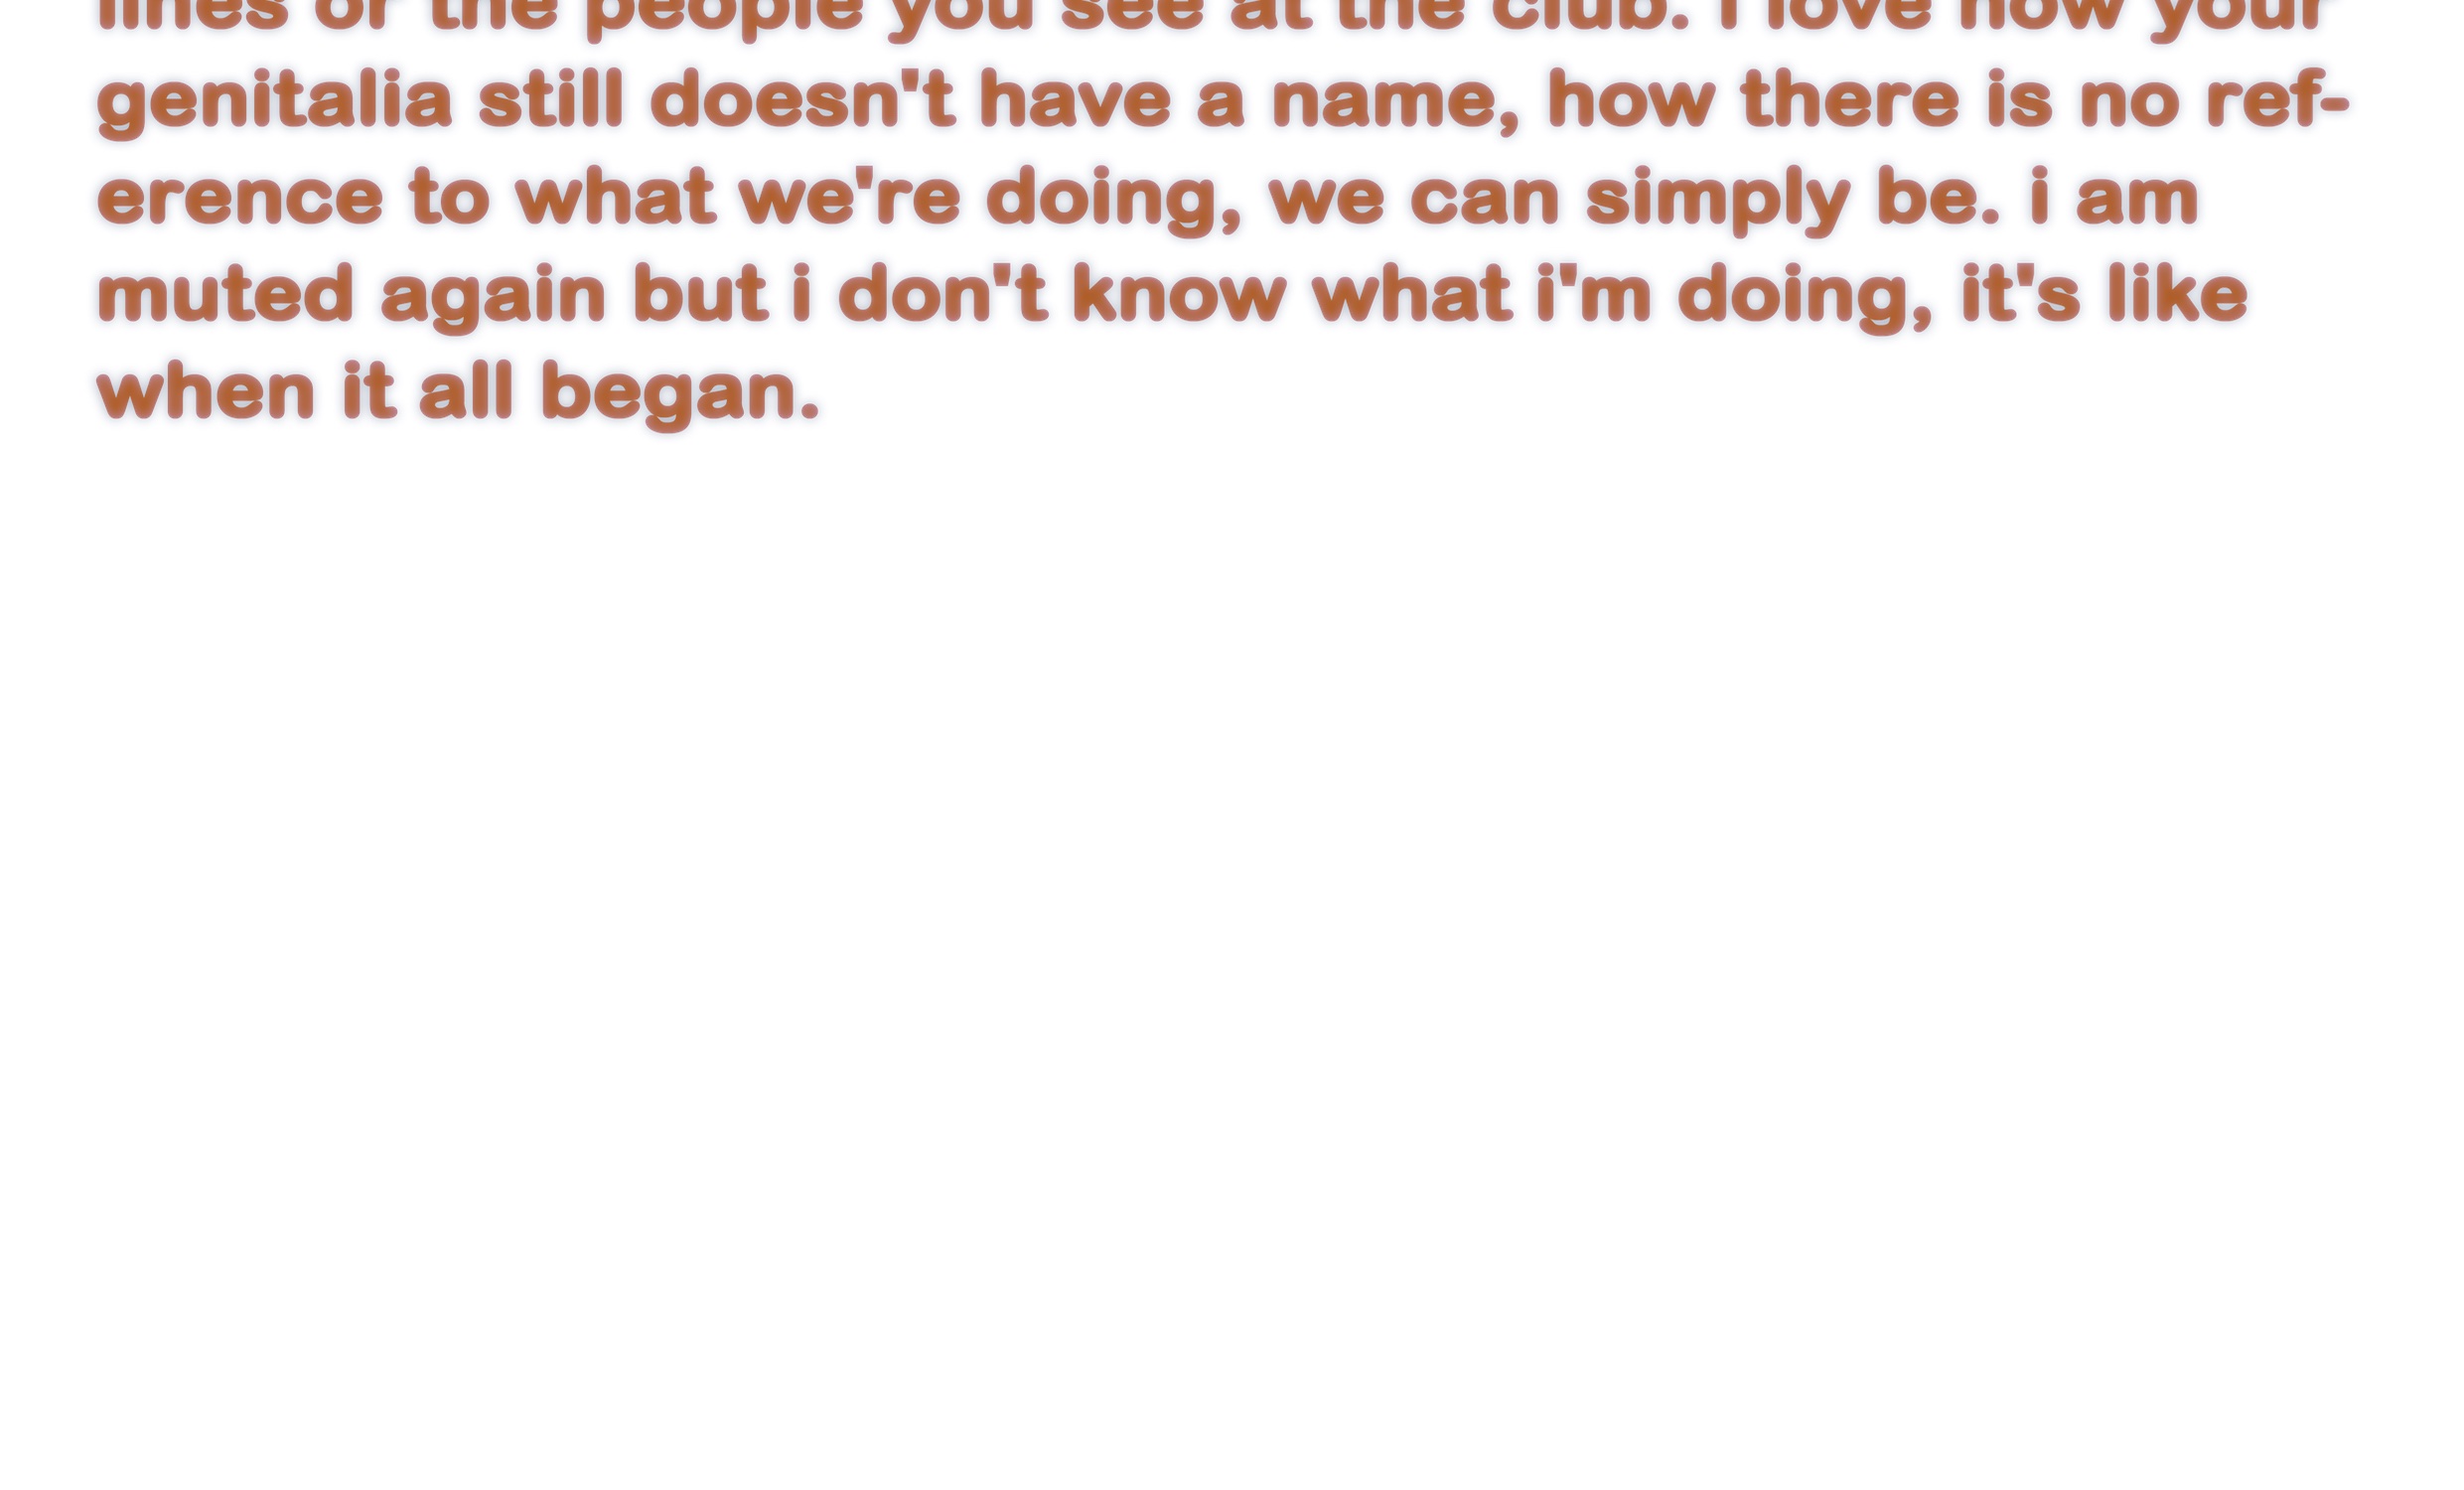 lines of the people you see at the club. i love how your
genitalia still doesn't have a name, how there is no ref-
erence to what we're doing, we can simply be. i am
muted again but i don't know what i'm doing, it's like
when it all began.